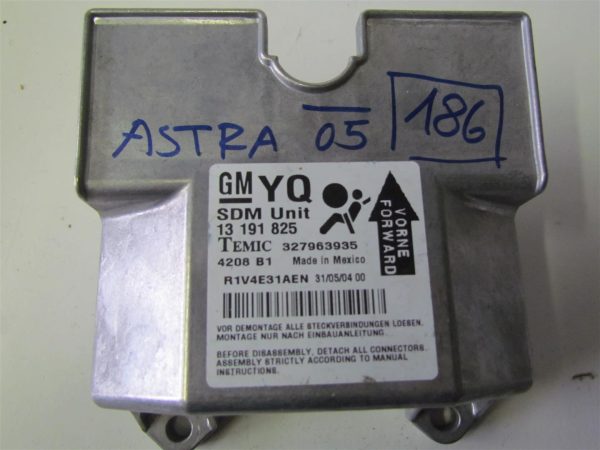 ASTRA 05 186
GM YQ
SDM Unit
13 191 825
TEMIC 327963935
4208 B1 Made in Mexico
R1V4E31AEN 31/05/04 00
VORNE
FORWARD
VOR DEMONTAGE ALLE STECKVERBINDUNGEN LOESEN.
MONTAGE NUR NACH EINBAUANLEITUNG.
BEFORE DISASSEMBLY, DETACH ALL CONNECTORS.
ASSEMBLY STRICTLY ACCORDING TO MANUAL
INSTRUCTIONS.